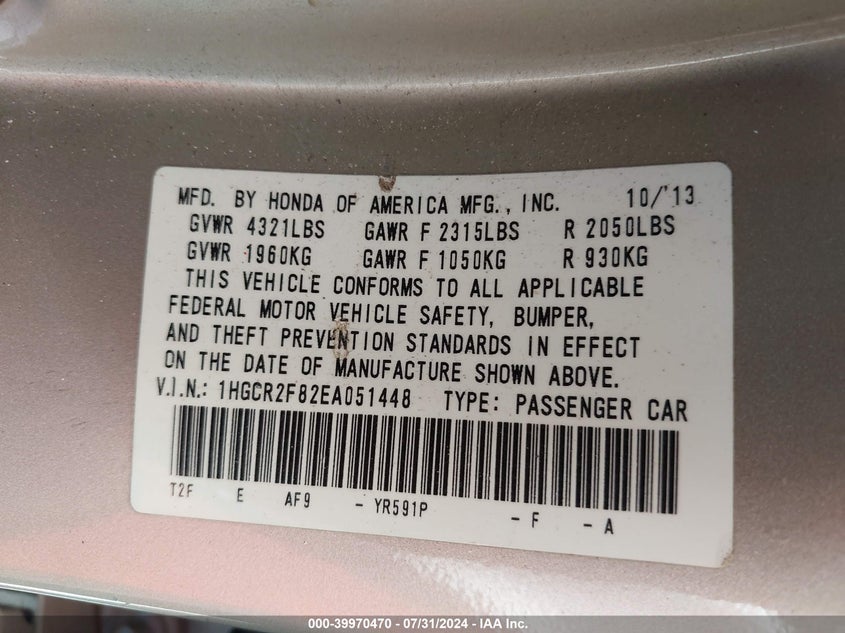 MFD. BY HONDA OF AMERICA MFG., INC. 10/'13
GVWR 4321LBS GAWR F 2315LBS R 2050LBS
GVWR 1960KG GAWR F 1050KG R 930KG
THIS VEHICLE CONFORMS TO ALL APPLICABLE
FEDERAL MOTOR VEHICLE SAFETY, BUMPER,
AND THEFT PREVENTION STANDARDS IN EFFECT
ON THE DATE OF MANUFACTURE SHOWN ABOVE.
V.I.N.: 1HGCR2F82EA051448 TYPE: PASSENGER CAR
T2F E AF9 - YR591P - F - A
000-39970470 - 07/31/2024 - IAA Inc.